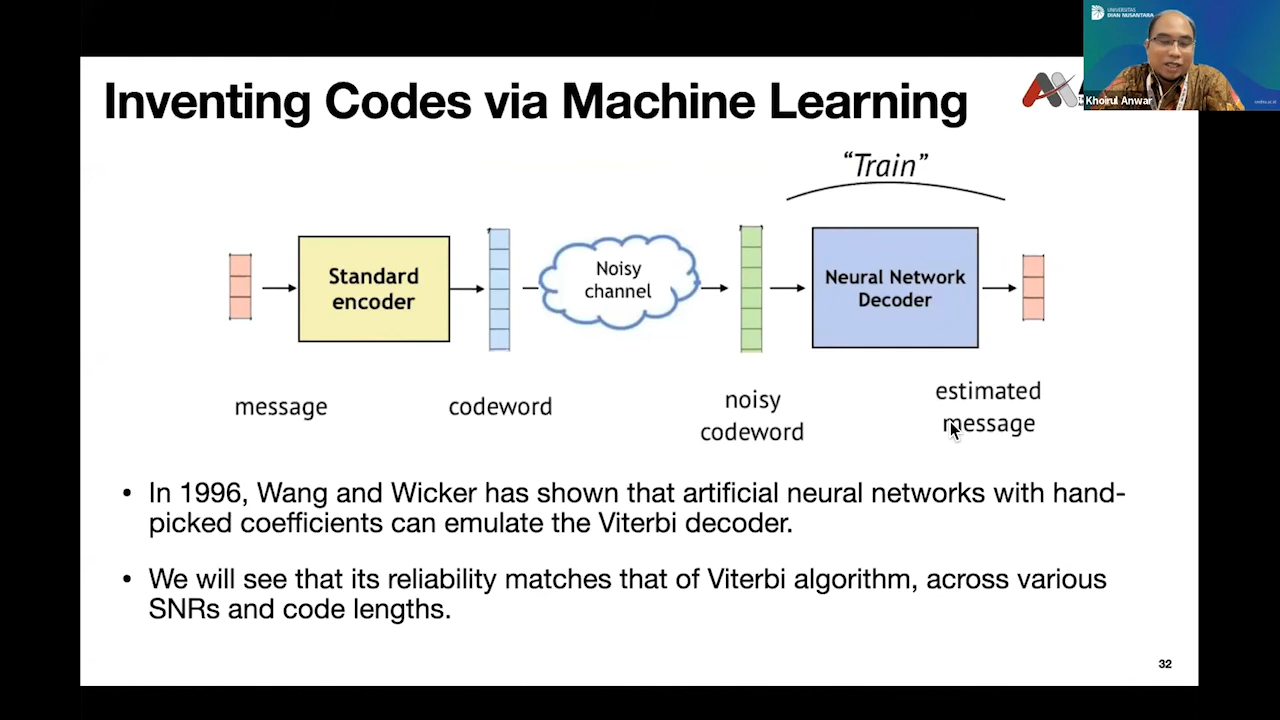 UNIVERSITAS
DIAN NUSANTARA
Khoirul Anwar
Inventing Codes via Machine Learning
“Train”
Standard
encoder
Noisy
channel
Neural Network
Decoder
message
codeword
noisy
codeword
estimated
message
• In 1996, Wang and Wicker has shown that artificial neural networks with hand-
picked coefficients can emulate the Viterbi decoder.
• We will see that its reliability matches that of Viterbi algorithm, across various
SNRs and code lengths.
32